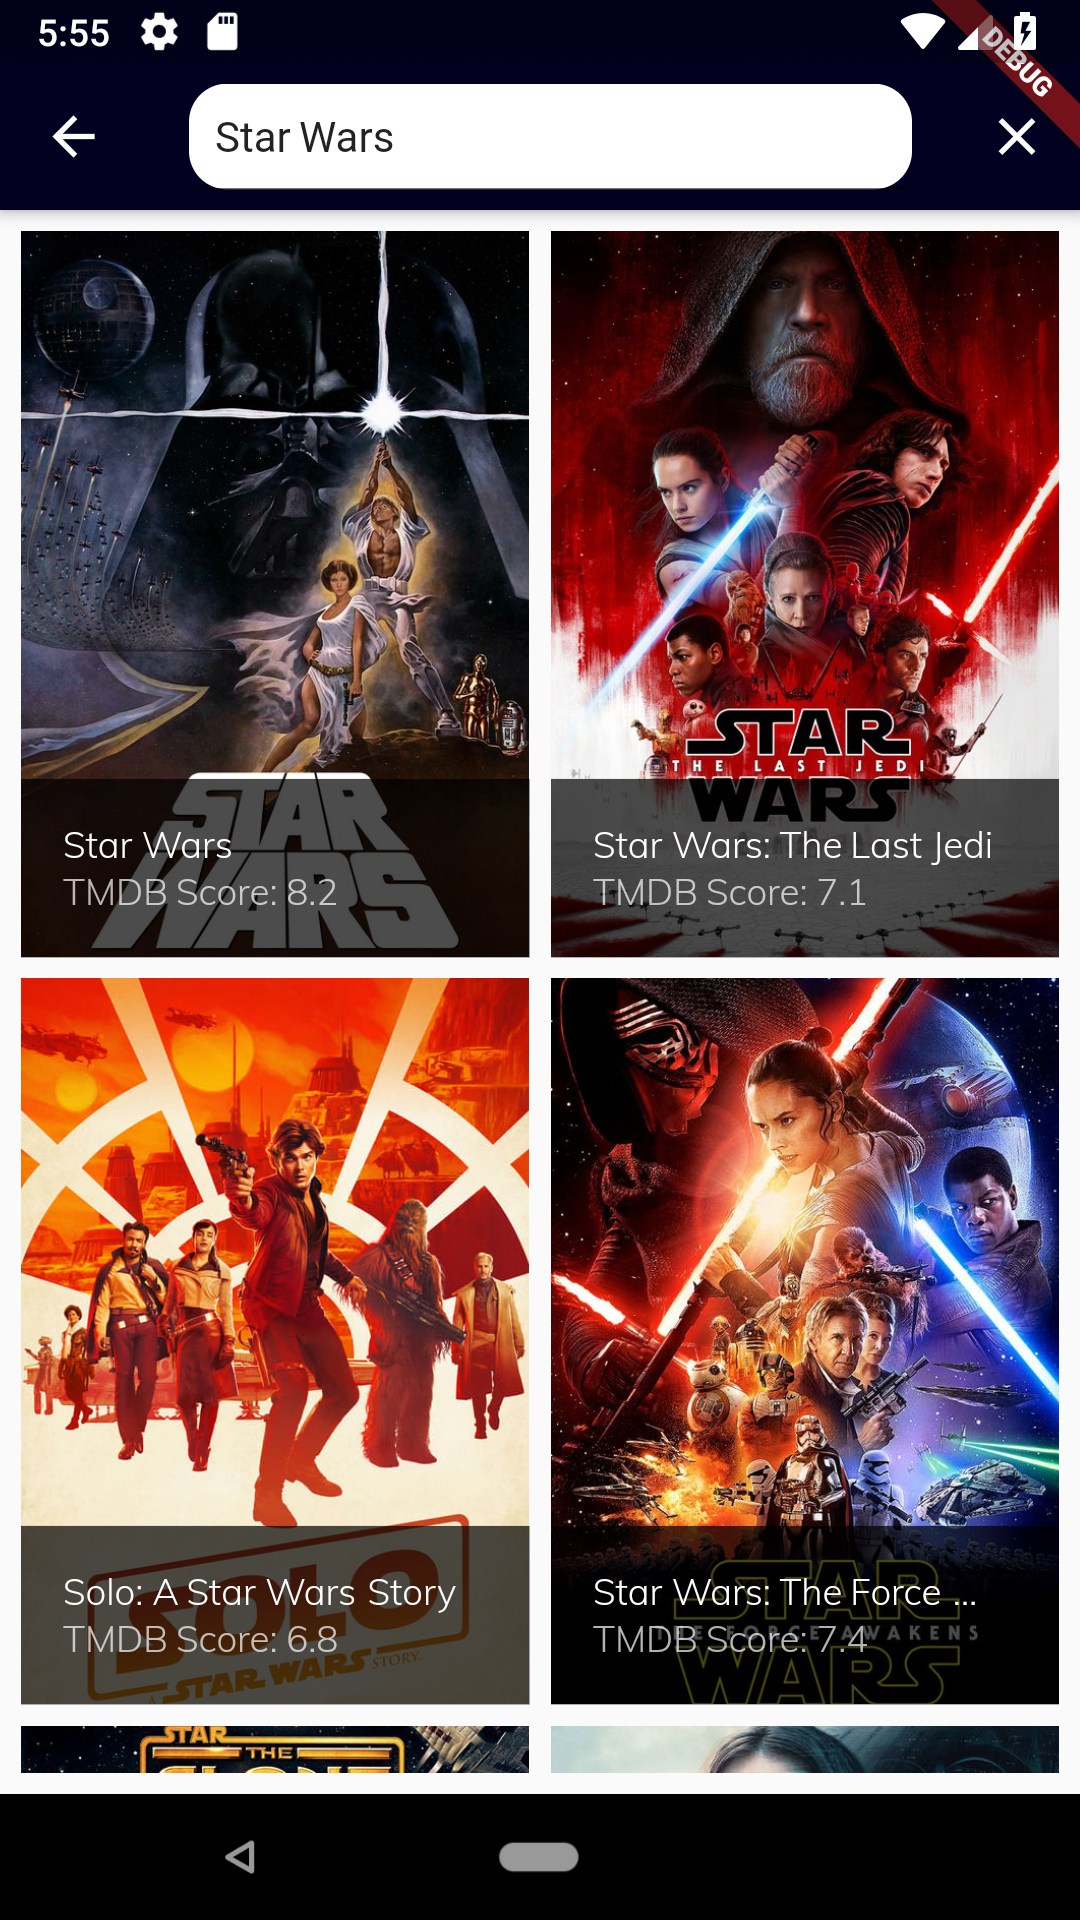 5:55
DEBUG
Star Wars
STAR
WARS
Star Wars
TMDB Score: 8.2
STAR
THE LAST JEDI
WARS
Star Wars: The Last Jedi
TMDB Score: 7.1
SOLO
A STAR WARS STORY
Solo: A Star Wars Story
TMDB Score: 6.8
STAR
THE FORCE AWAKENS
WARS
Star Wars: The Force ...
TMDB Score: 7.4
STAR
THE
CLONE